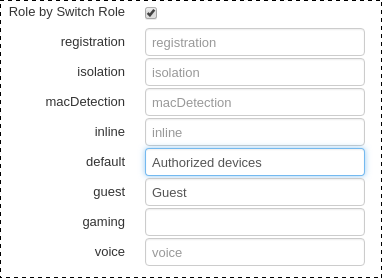 Role by Switch Role
registration registration
isolation isolation
macDetection macDetection
inline inline
default Authorized devices
guest Guest
gaming
voice voice